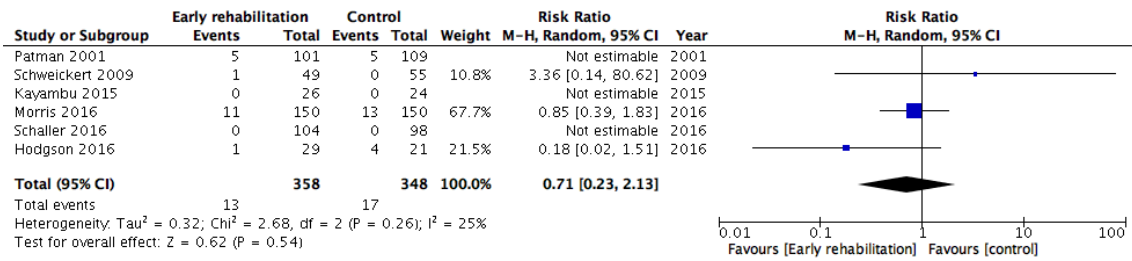 Early rehabilitation Control Risk Ratio Risk Ratio
Study or Subgroup Events Total Events Total Weight M-H, Random, 95% CI Year M-H, Random, 95% CI
Patman 2001 5 101 5 109 Not estimable 2001
Schweickert 2009 1 49 0 55 10.8% 3.36 [0.14, 80.62] 2009
Kayambu 2015 0 26 0 24 Not estimable 2015
Morris 2016 11 150 13 150 67.7% 0.85 [0.39, 1.83] 2016
Schaller 2016 0 104 0 98 Not estimable 2016
Hodgson 2016 1 29 4 21 21.5% 0.18 [0.02, 1.51] 2016
Total (95% CI) 358 348 100.0% 0.71 [0.23, 2.13]
Total events 13 17
Heterogeneity: Tau² = 0.32; Chi² = 2.68, df = 2 (P = 0.26); I² = 25%
Test for overall effect: Z = 0.62 (P = 0.54)
0.01 0.1 1 10 100
Favours [Early rehabilitation] Favours [control]